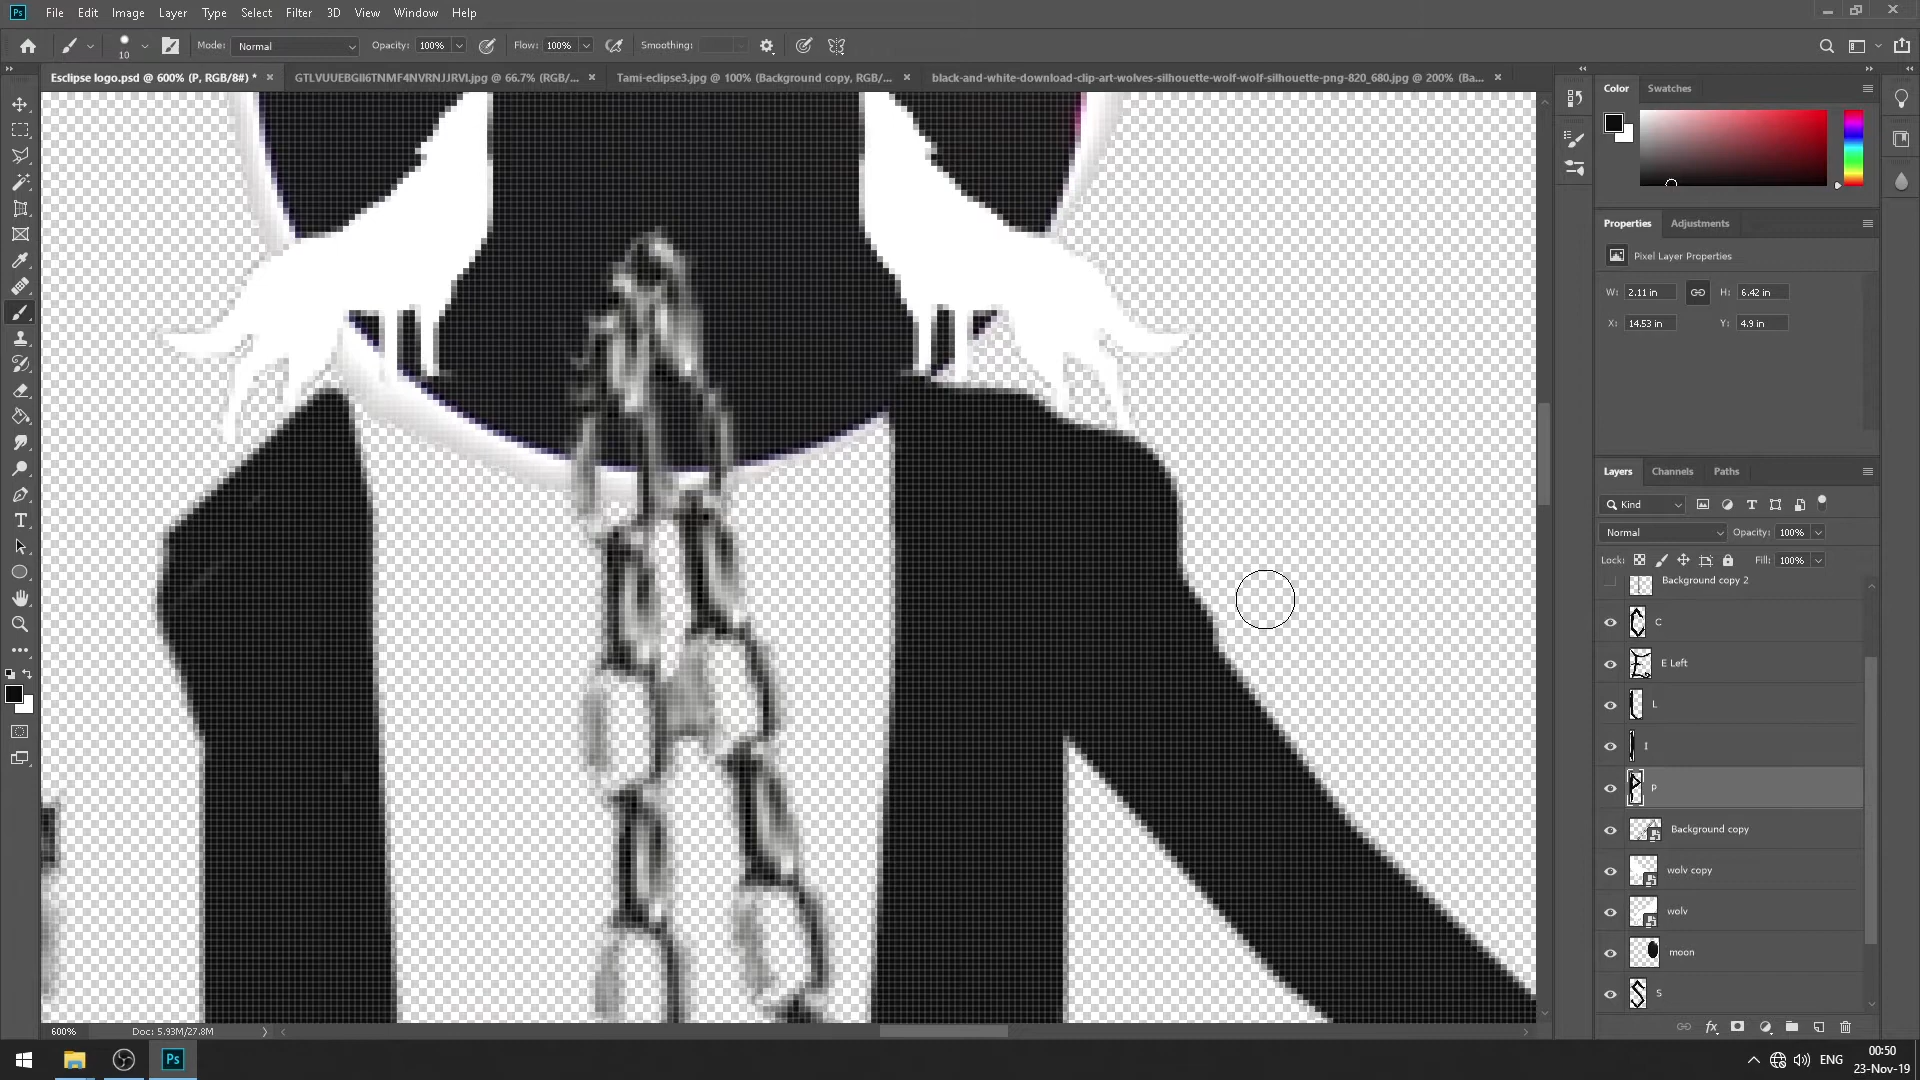 Ps File Edit Image Layer Type Select Filter 3D View Window Help
10 Mode: Normal Opacity: 100% Flow: 100% Smoothing:
Esclipse logo.psd @ 600% (P, RGB/8#) * GTLVUUEBGII6TNMF4NVRNJJRVI.jpg @ 66.7% (RGB/... Tami-eclipse3.jpg @ 100% (Background copy, RGB/... black-and-white-download-clip-art-wolves-silhouette-wolf-wolf-silhouette-png-820_680.jpg @ 200% (Ba...
Color Swatches
Properties Adjustments
Pixel Layer Properties
W: 2.11 in H: 6.42 in
X: 14.53 in Y: 4.9 in
Layers Channels Paths
Kind
Normal Opacity: 100%
Lock: Fill: 100%
Background copy 2
C
E Left
L
I
P
Background copy
wolv copy
wolv
moon
S
600% Doc: 5.93M/27.8M
fx
Ps ENG 00:50
23-Nov-19